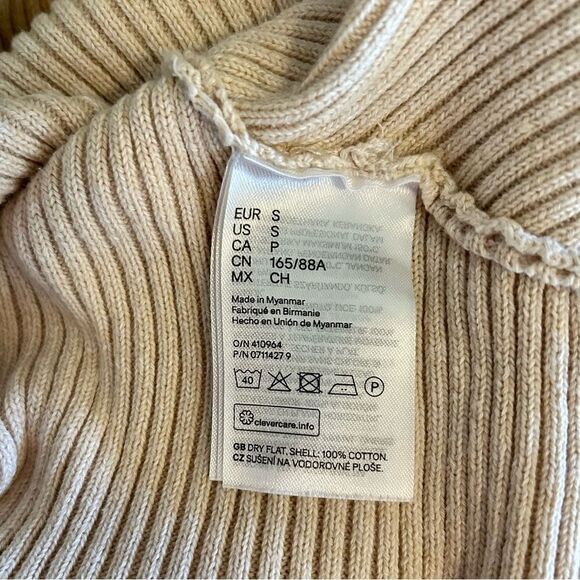 EUR S
US S
CA P
CN 165/88A
MX CH
Made in Myanmar
Fabriqué en Birmanie
Hecho en Unión de Myanmar
O/N 410964
P/N 0711427 9
40 P
clevercare.info
GB DRY FLAT. SHELL: 100% COTTON.
CZ SUŠENÍ NA VODOROVNÉ PLOŠE.